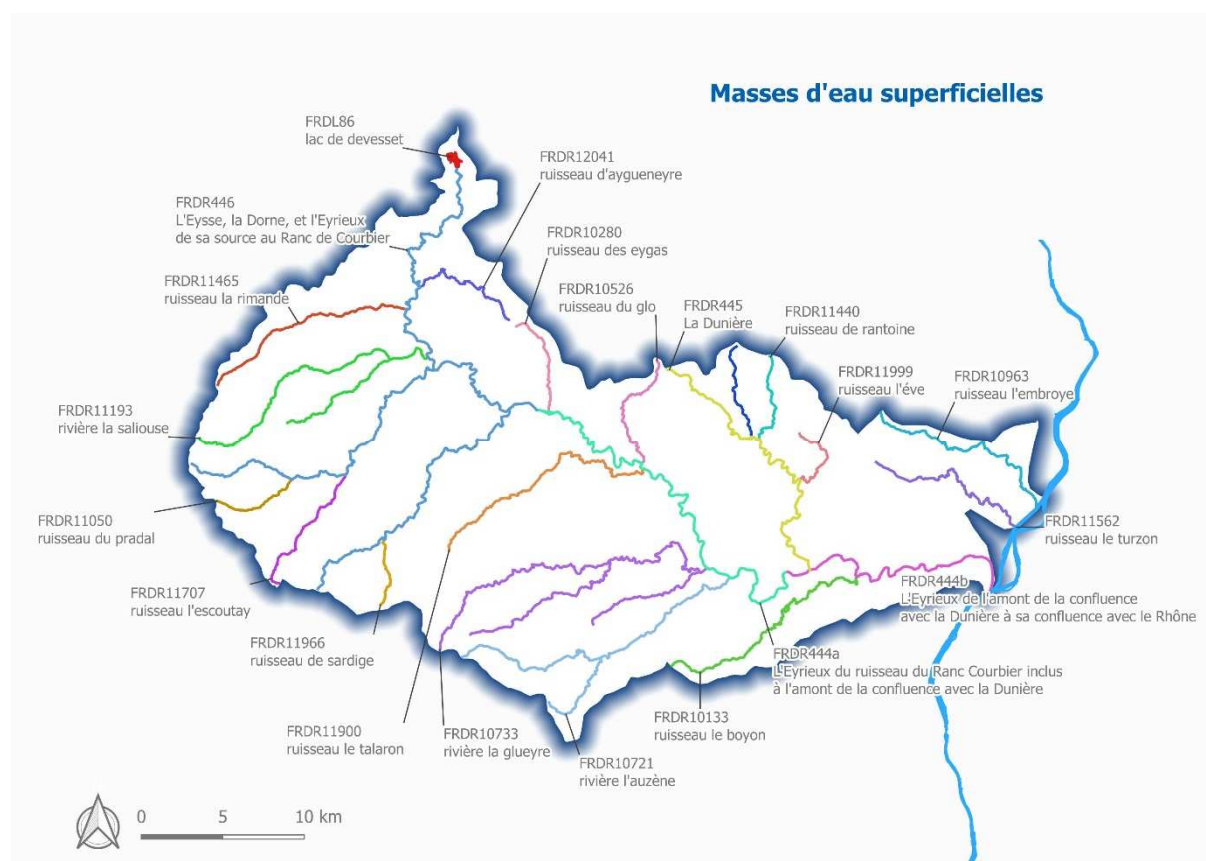 Masses d'eau superficielles
FRDL86
lac de devesset
FRDR12041
ruisseau d'aygueneyre
FRDR446
L'Eysse, la Dorne, et l'Eyrieux
de sa source au Ranc de Courbier
FRDR10280
ruisseau des eygas
FRDR11465
ruisseau la rimande
FRDR10526
ruisseau du glo
FRDR445
La Dunière
FRDR11440
ruisseau de rantoine
FRDR11999
ruisseau l'éve
FRDR10963
ruisseau l'embroye
FRDR11193
rivière la saliouse
FRDR11050
ruisseau du pradal
FRDR11562
ruisseau le turzon
FRDR11707
ruisseau l'escoutay
FRDR444b
L'Eyrieux de l'amont de la confluence
avec la Dunière à sa confluence avec le Rhône
FRDR11966
ruisseau de sardige
FRDR444a
L'Eyrieux du ruisseau du Ranc Courbier inclus
à l'amont de la confluence avec la Dunière
FRDR11900
ruisseau le talaron
FRDR10733
rivière la glueyre
FRDR10133
ruisseau le boyon
FRDR10721
rivière l'auzène
0 5 10 km